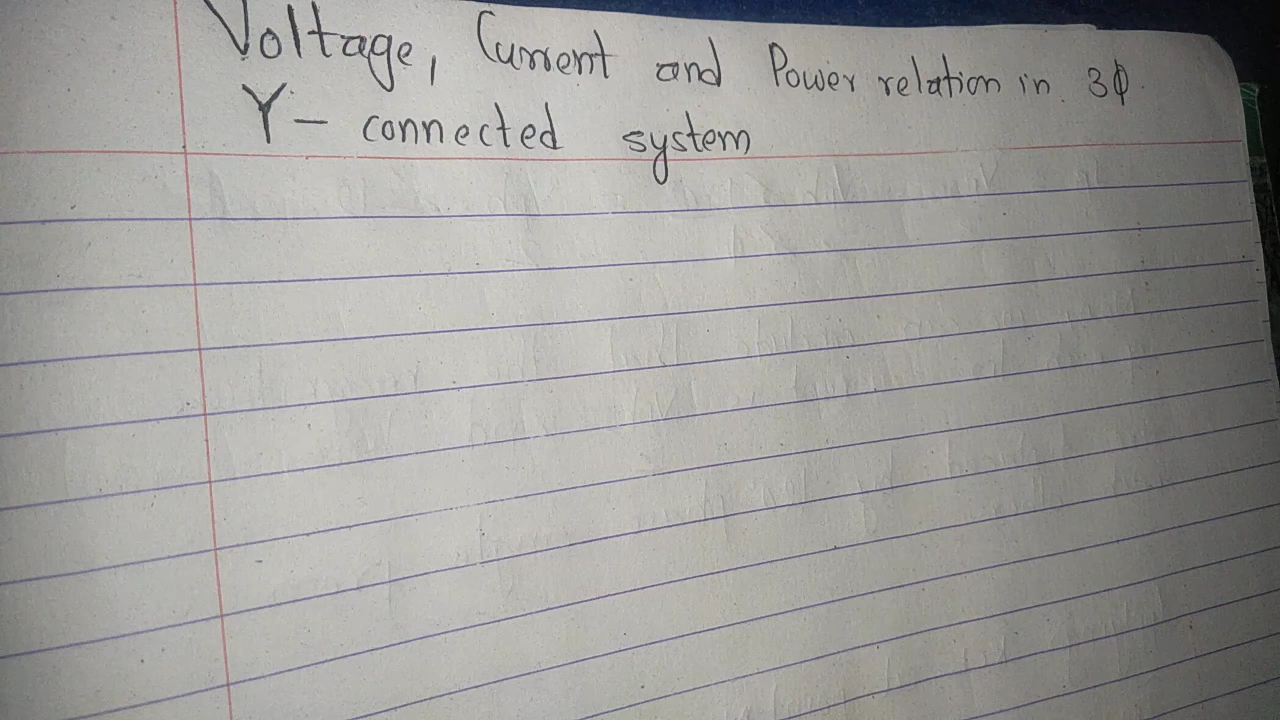 Voltage, Current and Power relation in 3ϕ
Y - connected system